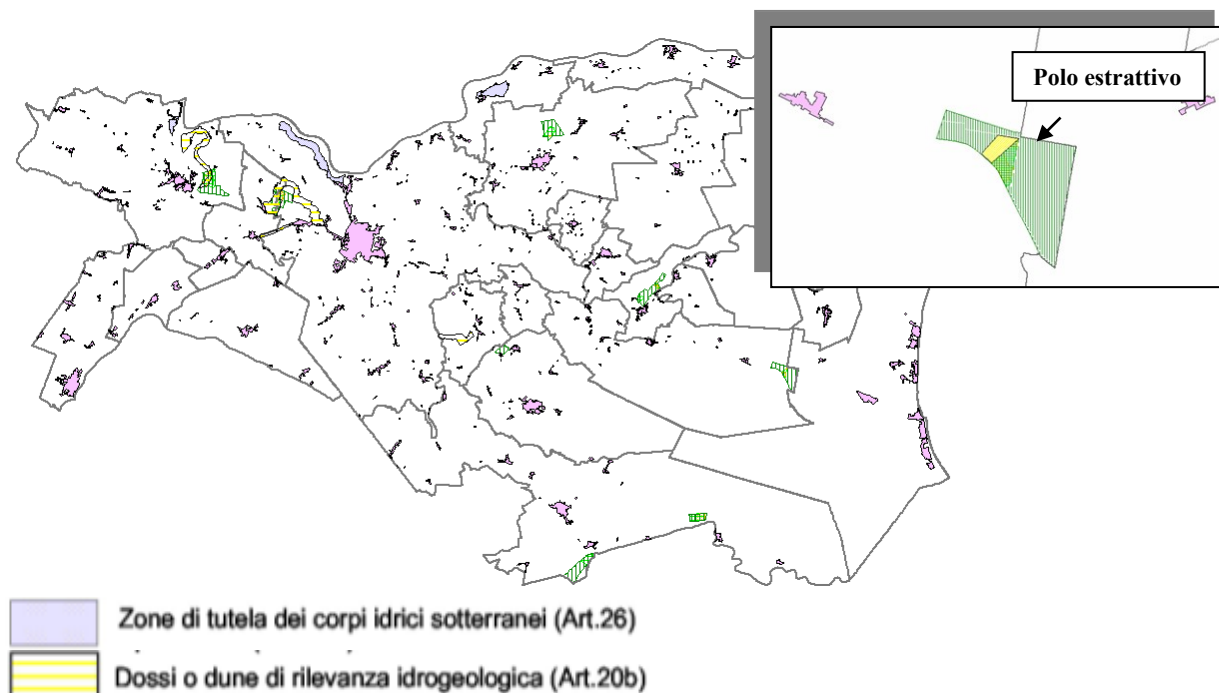 Polo estrattivo
Zone di tutela dei corpi idrici sotterranei (Art.26)
Dossi o dune di rilevanza idrogeologica (Art.20b)